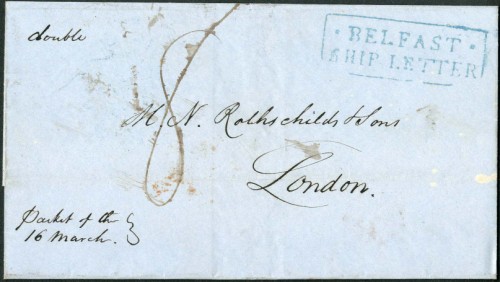 double
· BELFAST ·
SHIP LETTER
8
M. N. Rothschilds & Sons
London.
packet of the
16 March.